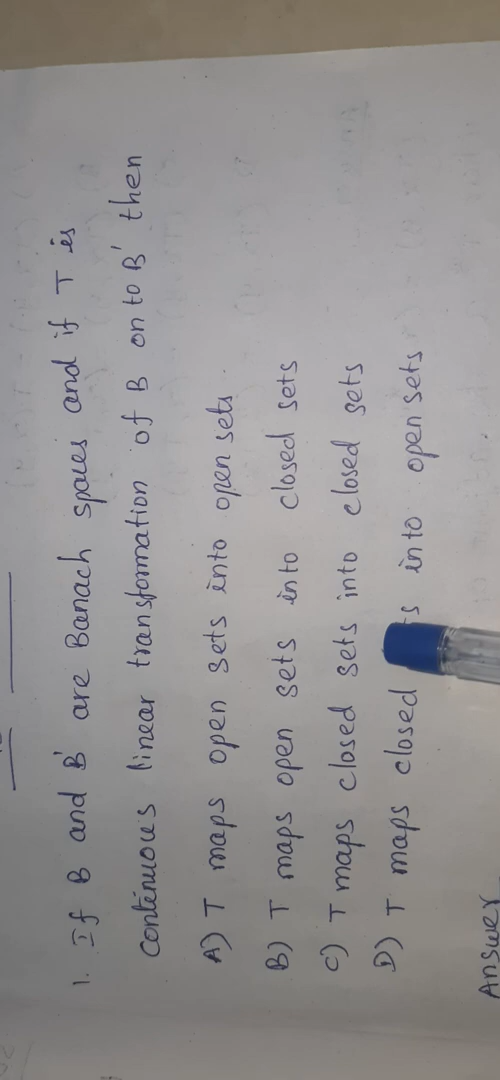 1. If B and B' are Banach spaces and if T is
continuous linear transformation of B on to B' then
A) T maps open sets into open sets.
B) T maps open sets into closed sets
C) T maps closed sets into closed sets
D) T maps closed into open sets
Answer